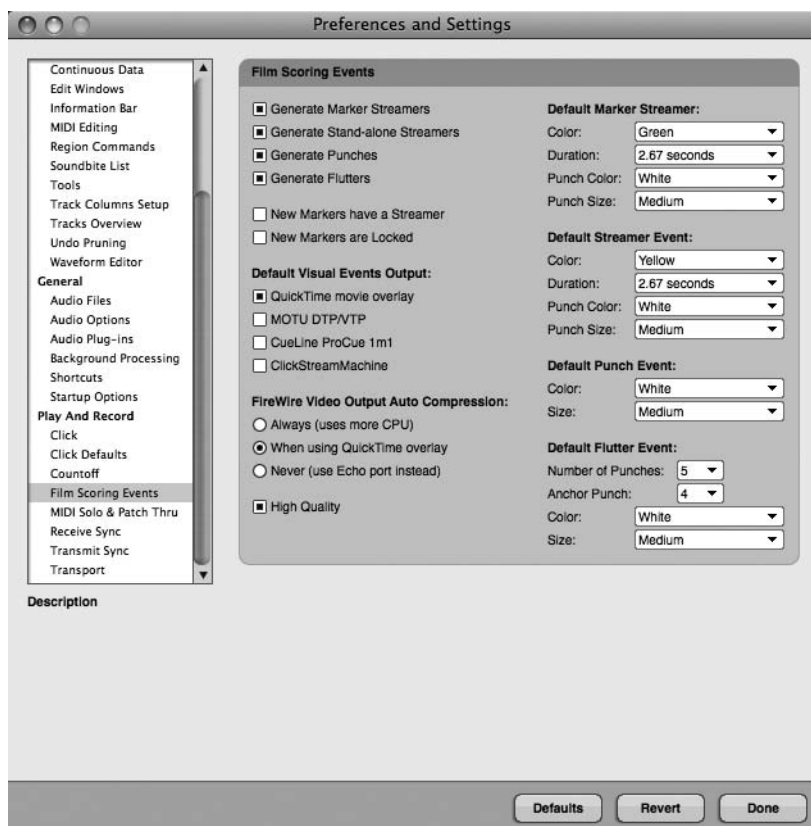 Preferences and Settings
Continuous Data
Edit Windows
Information Bar
MIDI Editing
Region Commands
Soundbite List
Tools
Track Columns Setup
Tracks Overview
Undo Pruning
Waveform Editor
General
Audio Files
Audio Options
Audio Plug-ins
Background Processing
Shortcuts
Startup Options
Play And Record
Click
Click Defaults
Countoff
Film Scoring Events
MIDI Solo & Patch Thru
Receive Sync
Transmit Sync
Transport
Description
Film Scoring Events
Generate Marker Streamers
Generate Stand-alone Streamers
Generate Punches
Generate Flutters
New Markers have a Streamer
New Markers are Locked
Default Visual Events Output:
QuickTime movie overlay
MOTU DTP/VTP
CueLine ProCue 1m1
ClickStreamMachine
FireWire Video Output Auto Compression:
Always (uses more CPU)
When using QuickTime overlay
Never (use Echo port instead)
High Quality
Default Marker Streamer:
Color: Green
Duration: 2.67 seconds
Punch Color: White
Punch Size: Medium
Default Streamer Event:
Color: Yellow
Duration: 2.67 seconds
Punch Color: White
Punch Size: Medium
Default Punch Event:
Color: White
Size: Medium
Default Flutter Event:
Number of Punches: 5
Anchor Punch: 4
Color: White
Size: Medium
Defaults Revert Done